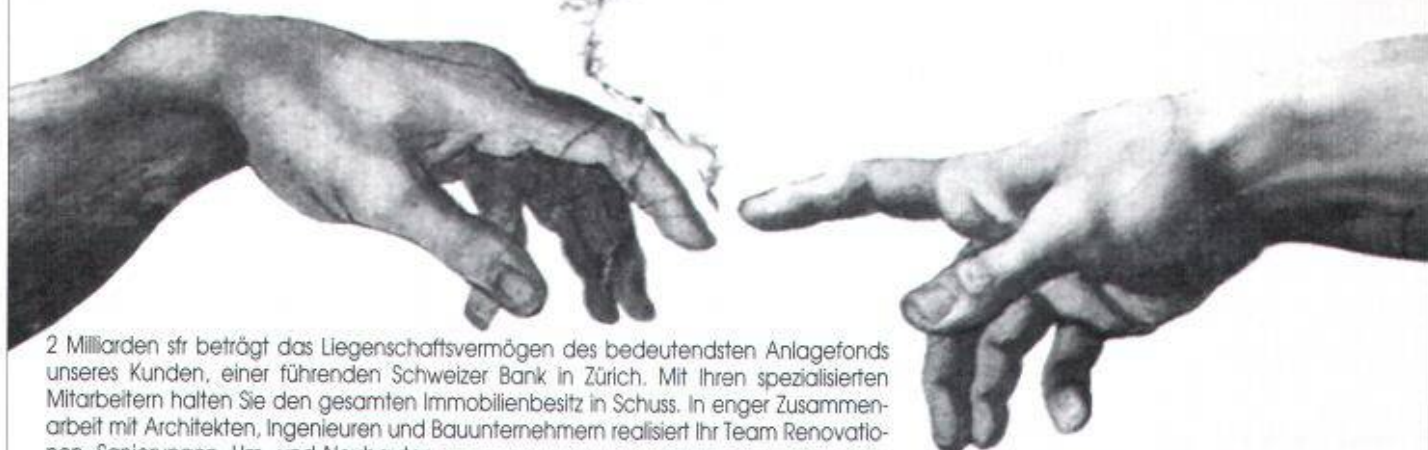 2 Milliarden sfr beträgt das Liegenschaftsvermögen des bedeutendsten Anlagefonds
unseres Kunden, einer führenden Schweizer Bank in Zürich. Mit Ihren spezialisierten
Mitarbeitern halten Sie den gesamten Immobilienbesitz in Schuss. In enger Zusammen-
arbeit mit Architekten, Ingenieuren und Bauunternehmern realisiert Ihr Team Renovatio-